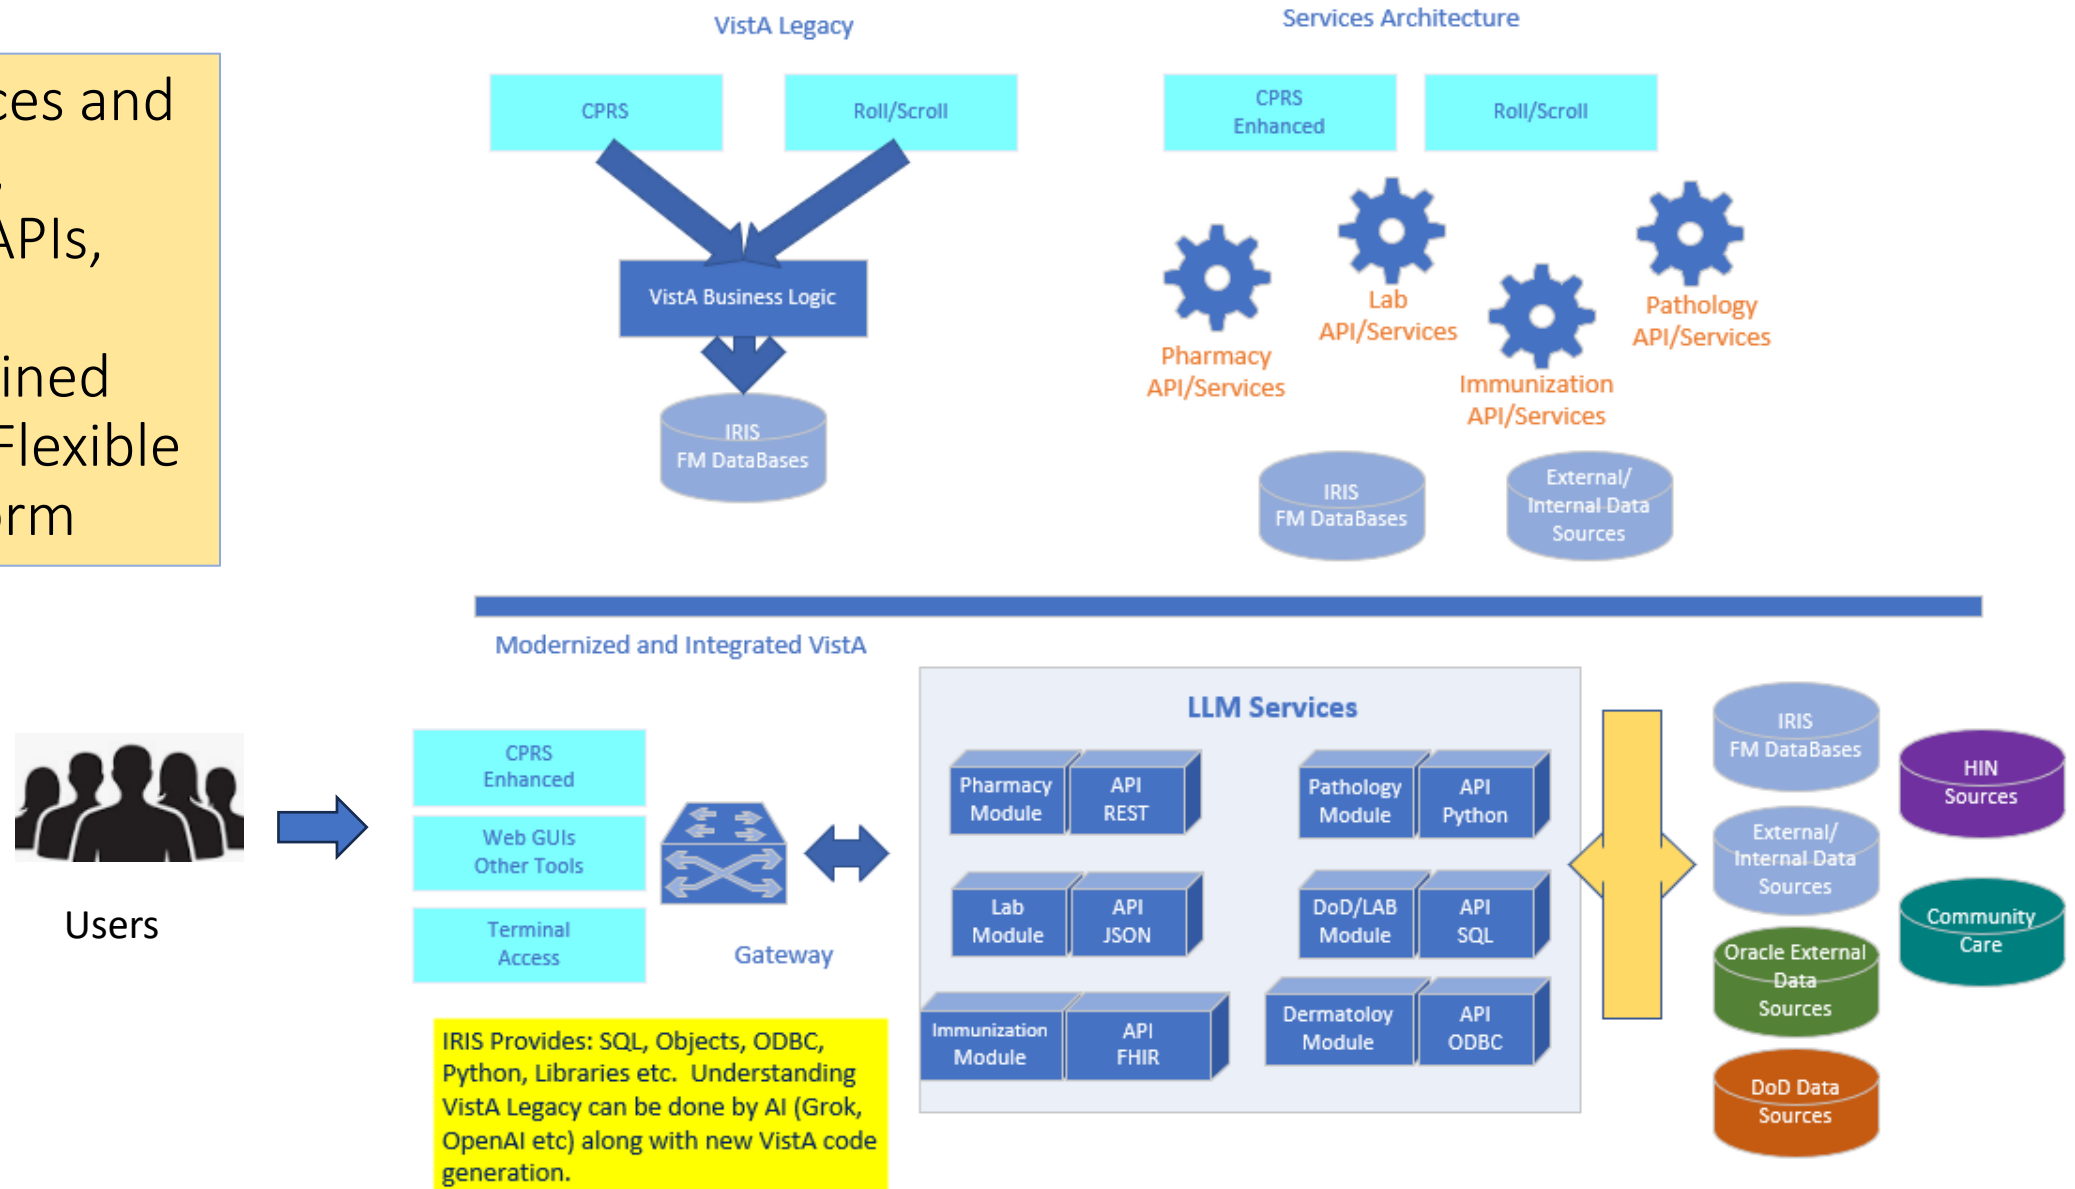 ces and
APIs,
ined
Flexible
orm
VistA Legacy
CPRS
Roll/Scroll
VistA Business Logic
IRIS
FM DataBases
Services Architecture
CPRS
Enhanced
Roll/Scroll
Pharmacy
API/Services
Lab
API/Services
Immunization
API/Services
Pathology
API/Services
IRIS
FM DataBases
External/
Internal Data
Sources
Modernized and Integrated VistA
Users
CPRS
Enhanced
Web GUIs
Other Tools
Terminal
Access
Gateway
LLM Services
Pharmacy
Module
API
REST
Pathology
Module
API
Python
Lab
Module
API
JSON
DoD/LAB
Module
API
SQL
Immunization
Module
API
FHIR
Dermatoloy
Module
API
ODBC
IRIS
FM DataBases
HIN
Sources
External/
Internal Data
Sources
Community
Care
Oracle External
Data
Sources
DoD Data
Sources
IRIS Provides: SQL, Objects, ODBC,
Python, Libraries etc.  Understanding
VistA Legacy can be done by AI (Grok,
OpenAI etc) along with new VistA code
generation.